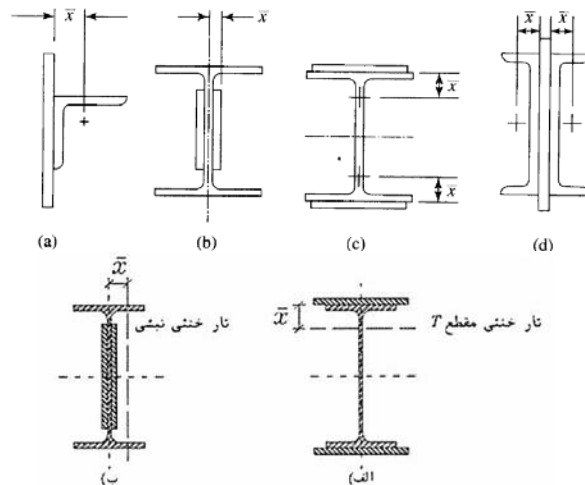 x̄ x̄ x̄ x̄
x̄
x̄
(a) (b) (c) (d)
x̄
تار خنثی نبشی
x̄
تار خنثی مقطع T
ب)
الف)